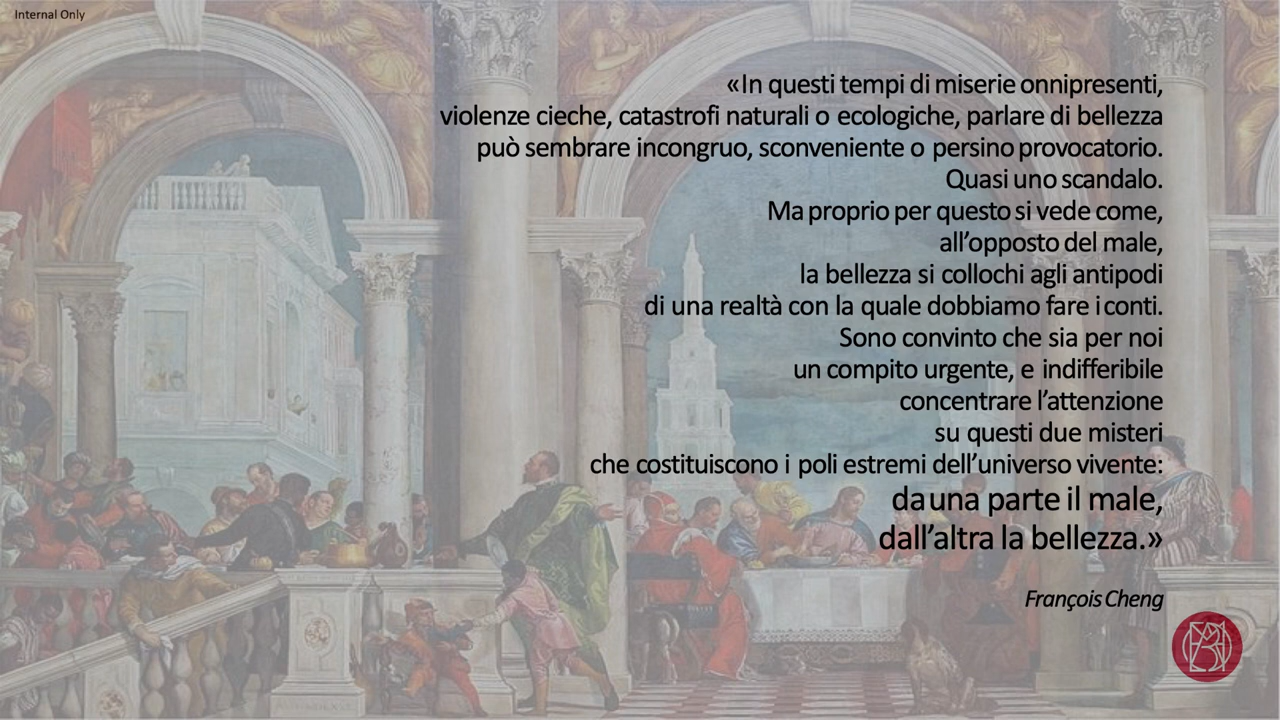 Internal Only
«In questi tempi di miserie onnipresenti,
violenze cieche, catastrofi naturali o ecologiche, parlare di bellezza
può sembrare incongruo, sconveniente o persino provocatorio.
Quasi uno scandalo.
Ma proprio per questo si vede come,
all’opposto del male,
la bellezza si collochi agli antipodi
di una realtà con la quale dobbiamo fare i conti.
Sono convinto che sia per noi
un compito urgente, e indifferibile
concentrare l’attenzione
su questi due misteri
che costituiscono i poli estremi dell’universo vivente:
da una parte il male,
dall’altra la bellezza.»
François Cheng